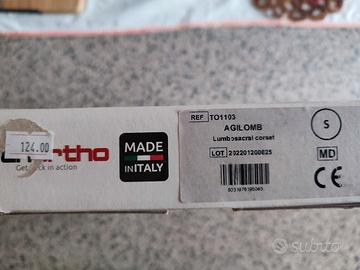 124.00
rtho
Get back in action
MADE
IN ITALY
REF TO1103
AGILOMB
Lumbosacral corset
LOT 202201200625
S
MD
CE
subito